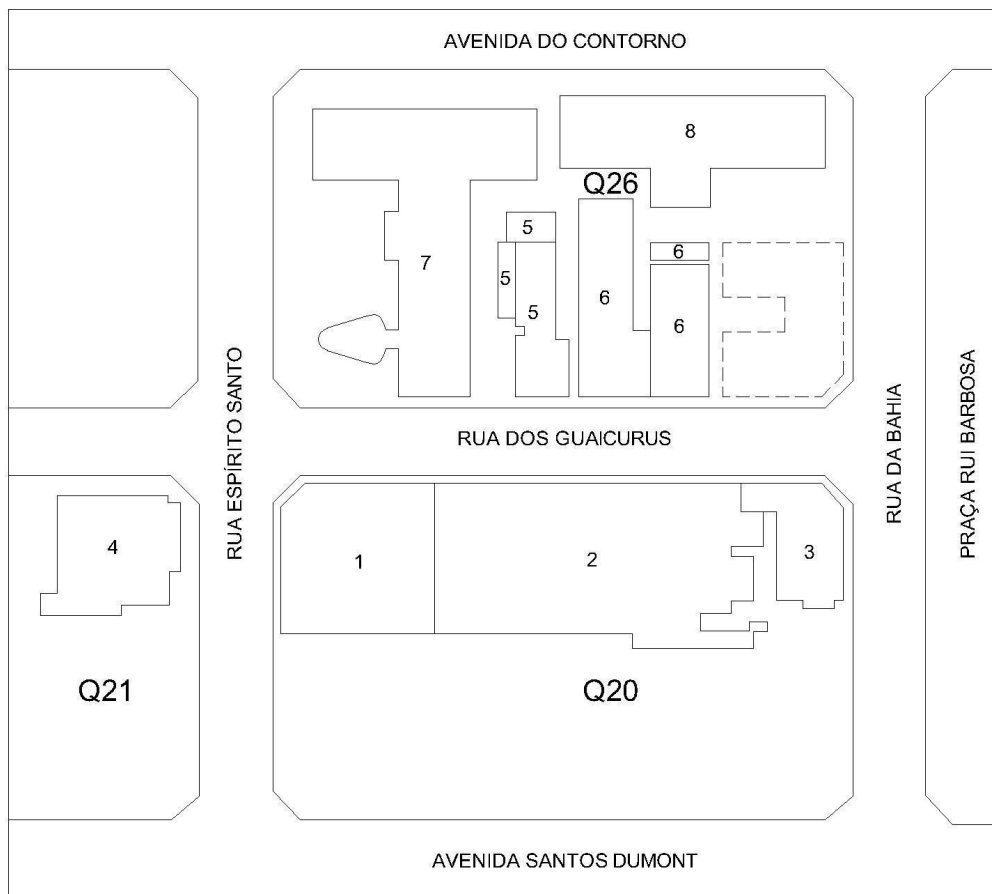 AVENIDA DO CONTORNO
8
Q26
5
6
7
5
5
6
6
RUA ESPÍRITO SANTO
RUA DOS GUAICURUS
RUA DA BAHIA
PRAÇA RUI BARBOSA
4
1
2
3
Q21
Q20
AVENIDA SANTOS DUMONT